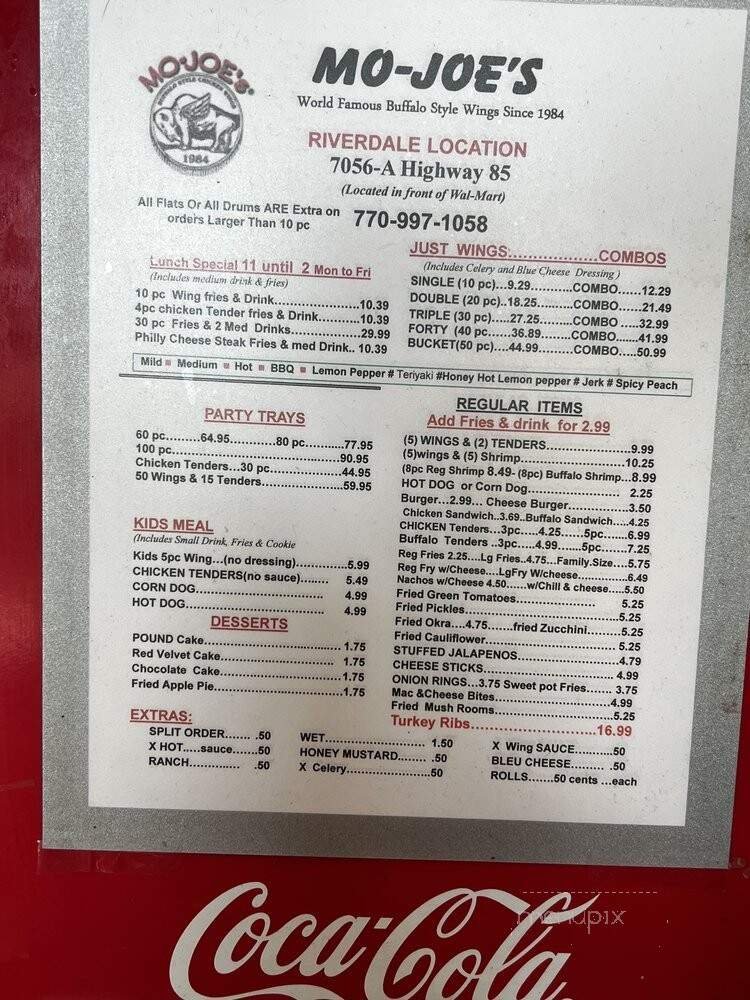 MO-JOE'S
BUFFALO STYLE CHICKEN WINGS
1984
MO-JOE'S
World Famous Buffalo Style Wings Since 1984
RIVERDALE LOCATION
7056-A Highway 85
(Located in front of Wal-Mart)
All Flats Or All Drums ARE Extra on
orders Larger Than 10 pc
770-997-1058
Lunch Special 11 until 2 Mon to Fri
(Includes medium drink & fries)
10 pc Wing fries & Drink....................10.39
4pc chicken Tender fries & Drink..........10.39
30 pc Fries & 2 Med Drinks.................29.99
Philly Cheese Steak Fries & med Drink.. 10.39
JUST WINGS:..................COMBOS
(Includes Celery and Blue Cheese Dressing )
SINGLE (10 pc)...9.29..........COMBO......12.29
DOUBLE (20 pc)..18.25.........COMBO......21.49
TRIPLE (30 pc).....27.25.........COMBO .....32.99
FORTY (40 pc......36.89.........COMBO......41.99
BUCKET(50 pc)....44.99..........COMBO.....50.99
Mild ■ Medium ■ Hot ■ BBQ ■ Lemon Pepper # Teriyaki #Honey Hot Lemon pepper # Jerk # Spicy Peach
PARTY TRAYS
60 pc.........64.95............80 pc..........77.95
100 pc............................................90.95
Chicken Tenders...30 pc..................44.95
50 Wings & 15 Tenders...................59.95
KIDS MEAL
(Includes Small Drink, Fries & Cookie
Kids 5pc Wing...(no dressing).............5.99
CHICKEN TENDERS(no sauce)....... 5.49
CORN DOG................................ 4.99
HOT DOG.................................. 4.99
DESSERTS
POUND Cake.................................. 1.75
Red Velvet Cake............................ 1.75
Chocolate Cake..............................1.75
Fried Apple Pie...............................1.75
REGULAR ITEMS
Add Fries & drink for 2.99
(5) WINGS & (2) TENDERS.....................9.99
(5)wings & (5) Shrimp..........................10.25
(8pc Reg Shrimp 8.49- (8pc) Buffalo Shrimp...8.99
HOT DOG or Corn Dog........................ 2.25
Burger...2.99... Cheese Burger...............3.50
Chicken Sandwich..3.69..Buffalo Sandwich.....4.25
CHICKEN Tenders...3pc.....4.25......5pc.......6.99
Buffalo Tenders ..3pc.....4.99......5pc.......7.25
Reg Fries 2.25....Lg Fries..4.75...Family.Size....5.75
Reg Fry w/Cheese....LgFry W/cheese..............6.49
Nachos w/Cheese 4.50......w/Chill & cheese.....5.50
Fried Green Tomatoes..................... 5.25
Fried Pickles........................................5.25
Fried Okra....4.75.......fried Zucchini.........5.25
Fried Cauliflower................................... 5.25
STUFFED JALAPENOS..........................4.79
CHEESE STICKS................................... 4.99
ONION RINGS...3.75 Sweet pot Fries....... 3.75
Mac &Cheese Bites...............................4.99
Fried Mush Rooms...............................5.25
Turkey Ribs..............................16.99
EXTRAS:
SPLIT ORDER....... .50
X HOT.....sauce.......50
RANCH.............. .50
WET.......................... 1.50
HONEY MUSTARD........ .50
X Celery......................50
X Wing SAUCE..........50
BLEU CHEESE......... .50
ROLLS.......50 cents ...each
Coca-Cola
menupix